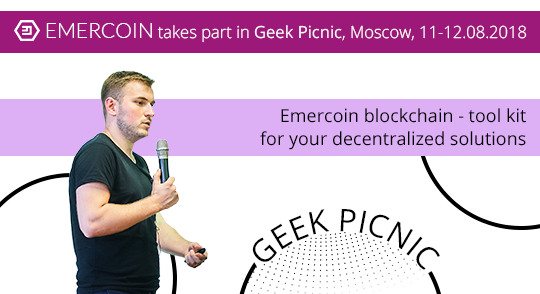 EMERCOIN takes part in Geek Picnic, Moscow, 11-12.08.2018
Emercoin blockchain - tool kit
for your decentralized solutions
GEEK PICNIC